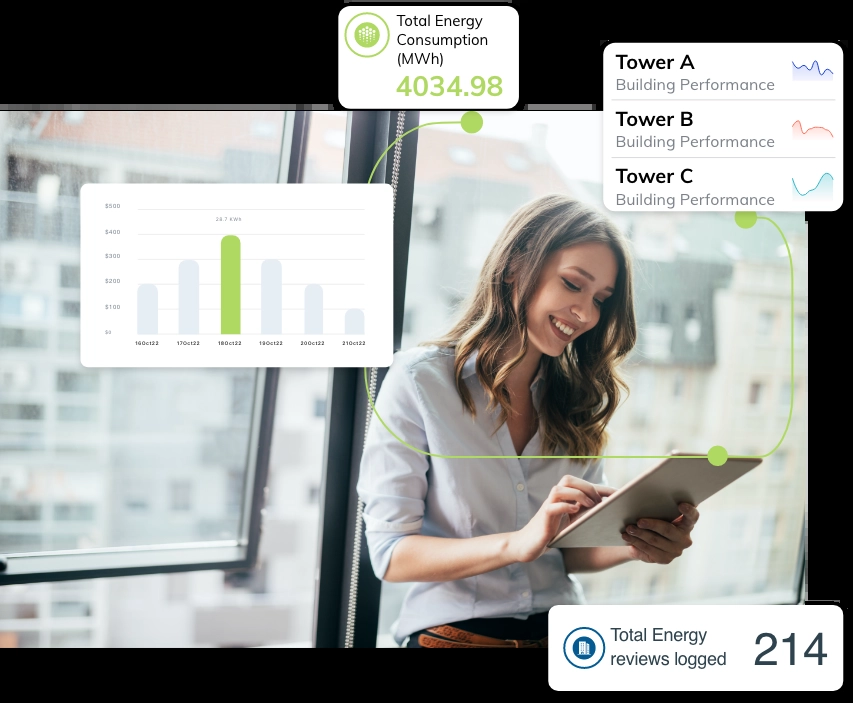 Total Energy
Consumption
(MWh)
4034.98
Tower A
Building Performance
Tower B
Building Performance
Tower C
Building Performance
$500
28.7 KWh
$400
$300
$200
$100
$0
16Oct22 17Oct22 18Oct22 19Oct22 20Oct22 21Oct22
Total Energy
reviews logged
214